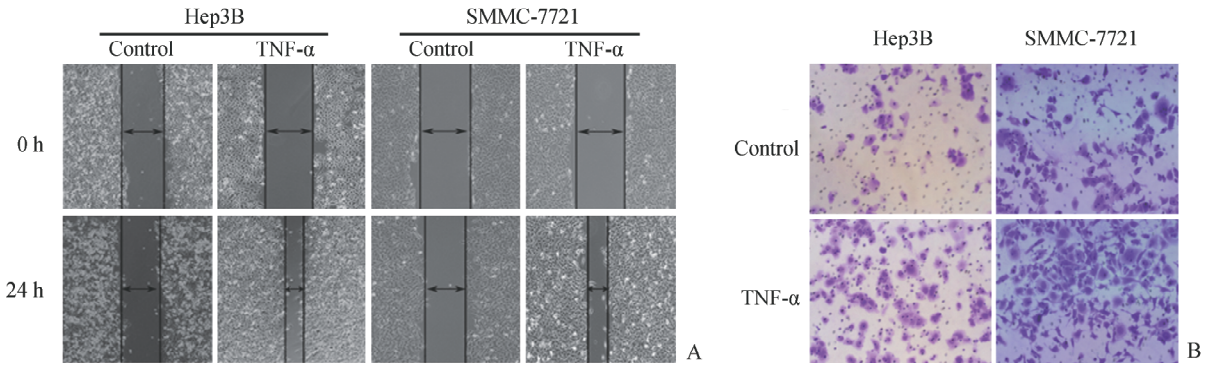 Hep3B SMMC-7721
Control TNF-α Control TNF-α
0 h
24 h
A
Hep3B SMMC-7721
Control
TNF-α
B